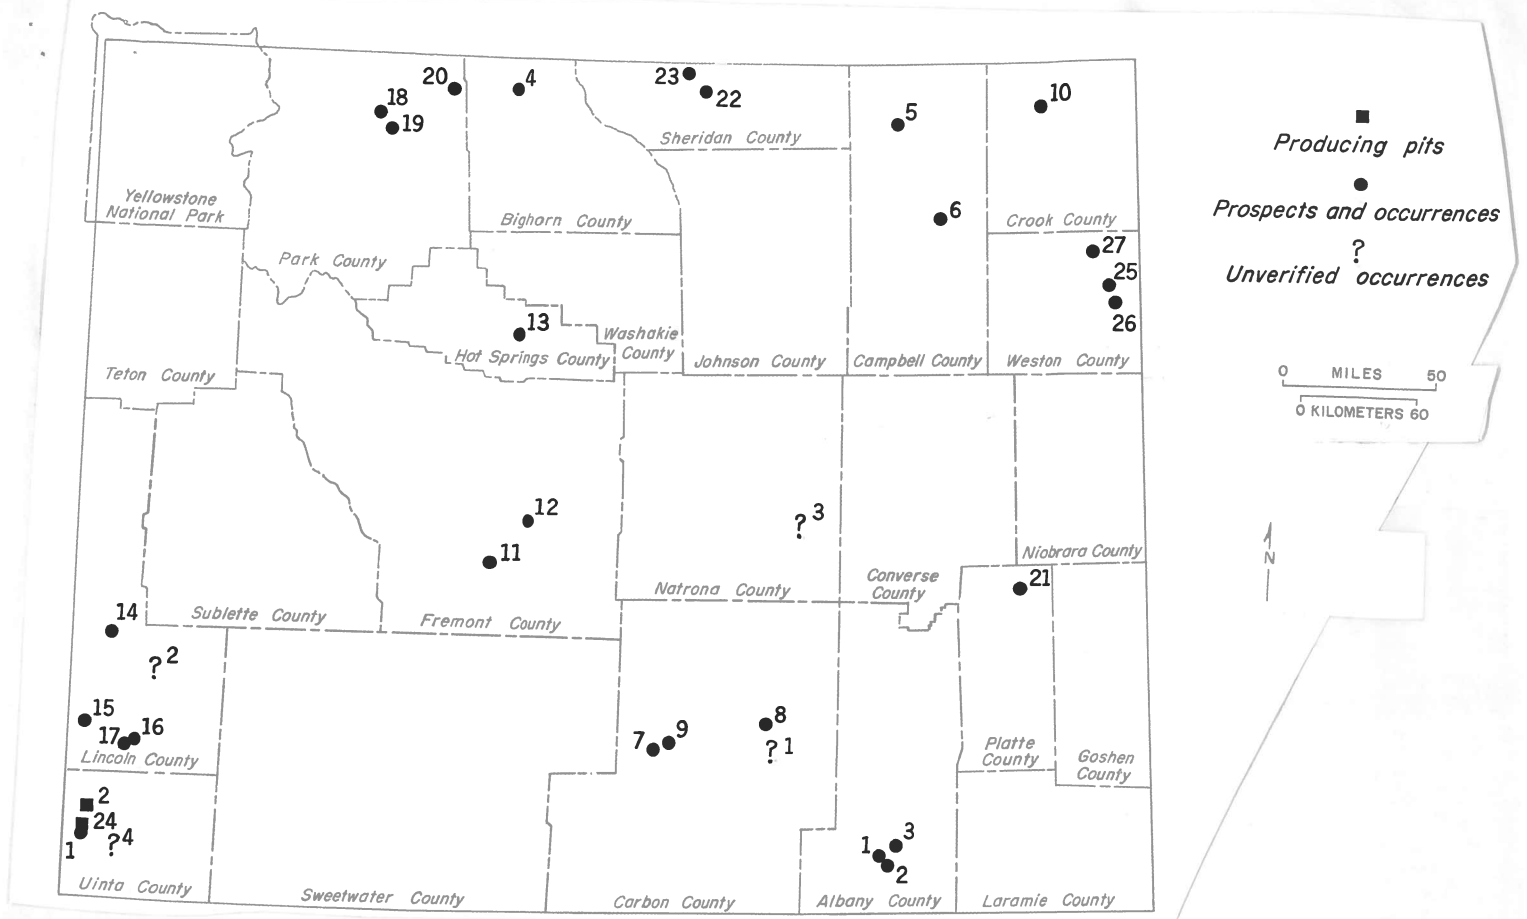 20
4
23
22
18
19
5
10
Sheridan County
Producing pits
Yellowstone
National Park
Bighorn County
6
Crook County
Prospects and occurrences
27
?
Unverified occurrences
Park County
25
26
13
Washakie
County
Hot Springs County
Johnson County
Campbell County
Weston County
Teton County
0 MILES 50
0 KILOMETERS 60
12
11
? 3
N
Niobrara County
Converse
County
Natrona County
21
Sublette County
Fremont County
14
? 2
15
17 16
Lincoln County
7 9
8
? 1
Platte
County
Goshen
County
2
24
1
? 4
Uinta County
Sweetwater County
Carbon County
1 3
2
Albany County
Laramie County